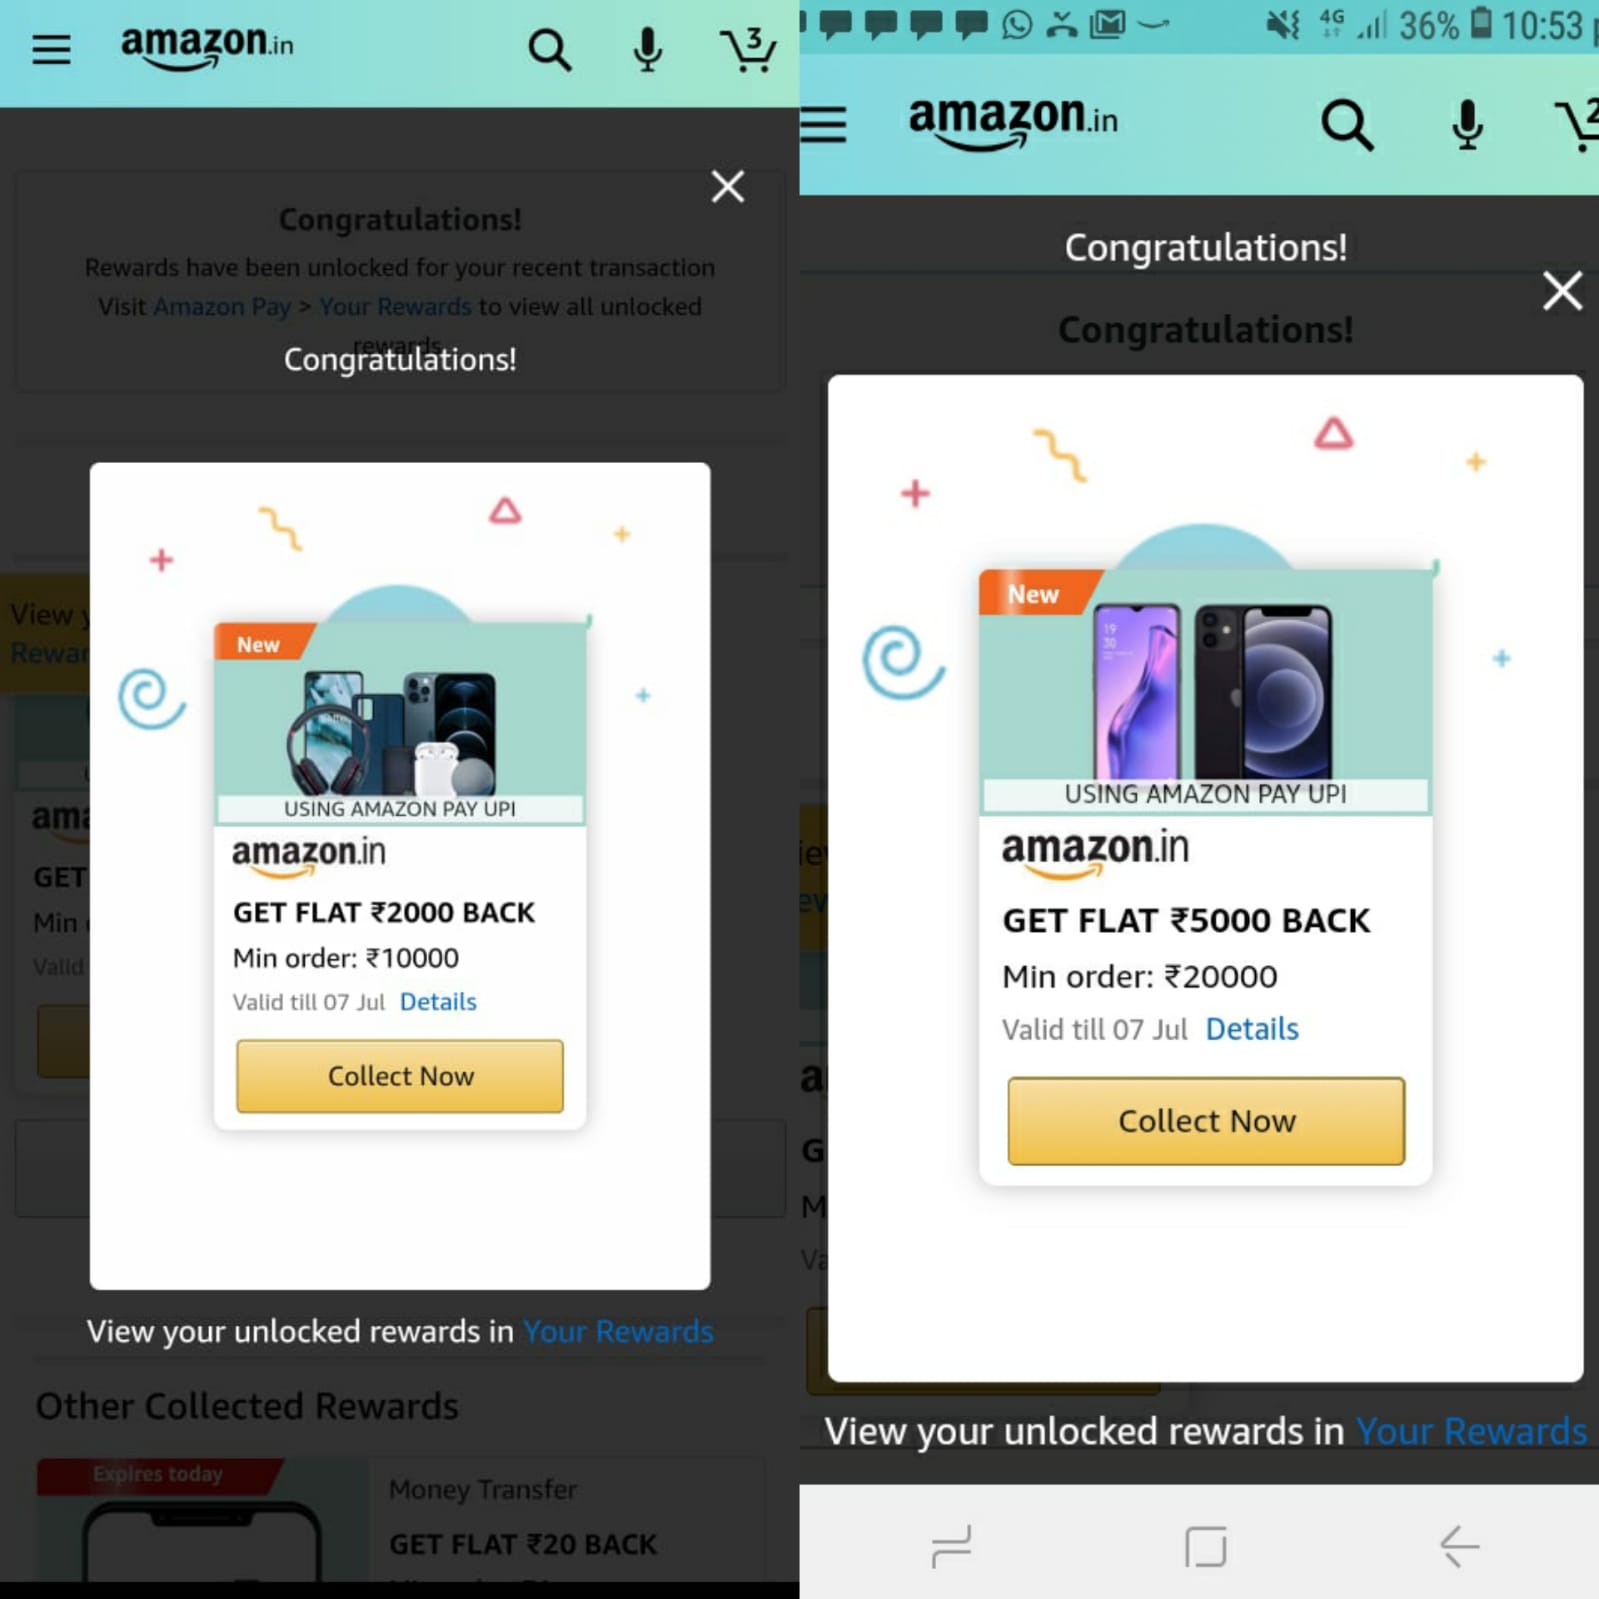 amazon.in
3
Congratulations!
Rewards have been unlocked for your recent transaction
Visit Amazon Pay > Your Rewards to view all unlocked
rewards
Congratulations!
View
Rewar
New
USING AMAZON PAY UPI
amazon.in
GET FLAT ₹2000 BACK
Min order: ₹10000
Valid till 07 Jul Details
Collect Now
ama
GET
Min
Valid
View your unlocked rewards in Your Rewards
Other Collected Rewards
Expires today
Money Transfer
GET FLAT ₹20 BACK
4G 36% 10:53
amazon.in
2
Congratulations!
Congratulations!
New
19
30
USING AMAZON PAY UPI
amazon.in
GET FLAT ₹5000 BACK
Min order: ₹20000
Valid till 07 Jul Details
Collect Now
a
G
M
Va
View your unlocked rewards in Your Rewards